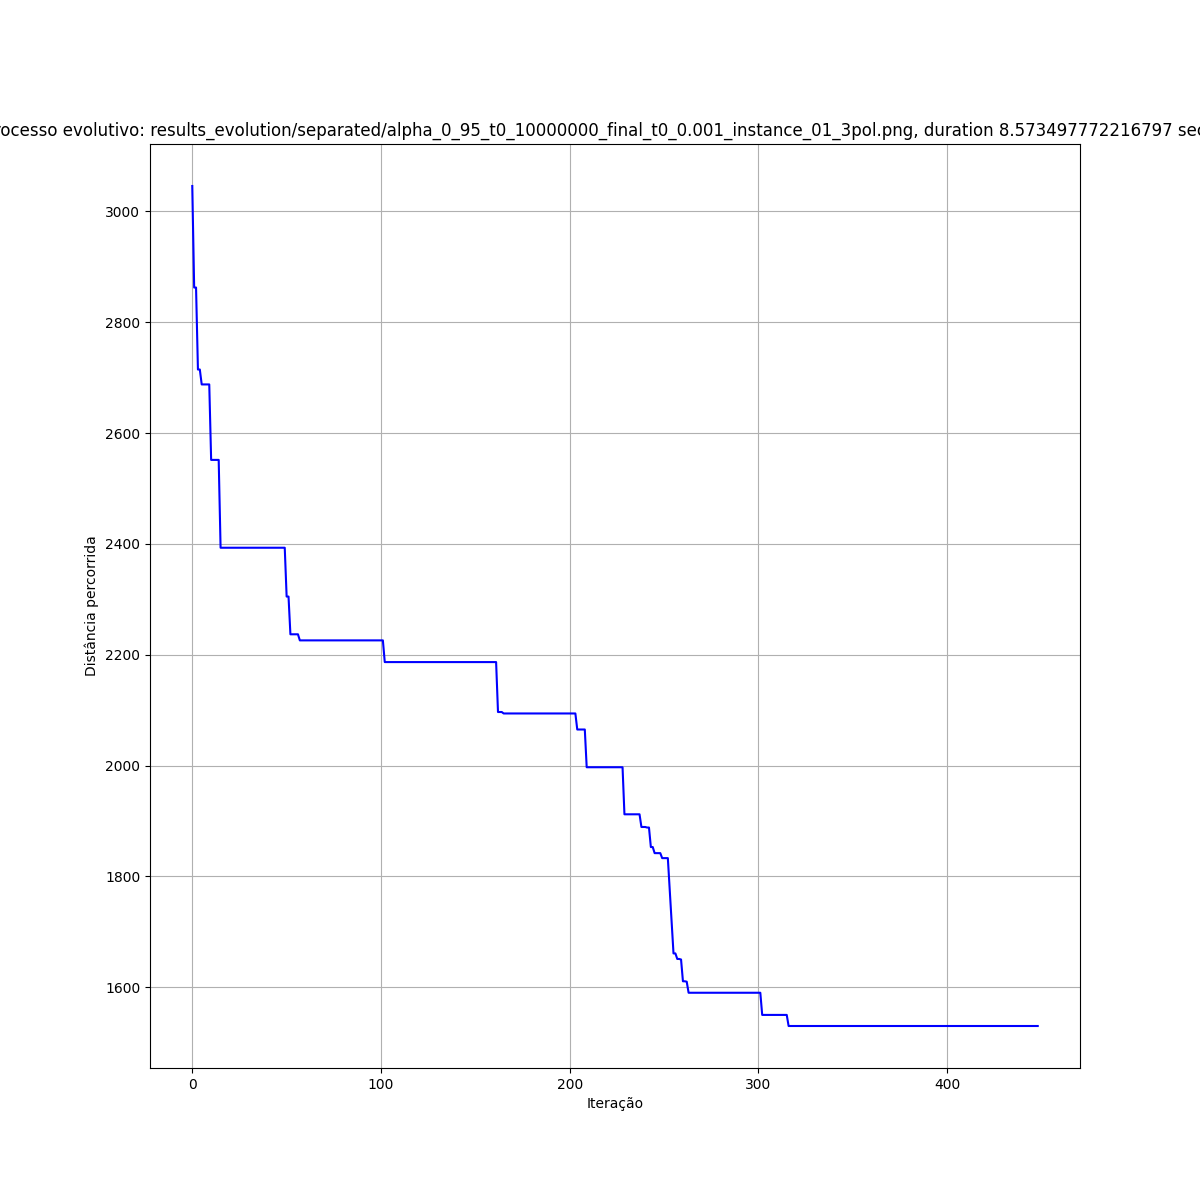 ocesso evolutivo: results_evolution/separated/alpha_0_95_t0_10000000_final_t0_0.001_instance_01_3pol.png, duration 8.573497772216797 sec
3000
2800
2600
2400
2200
2000
1800
1600
Distância percorrida
0 100 200 300 400
Iteração